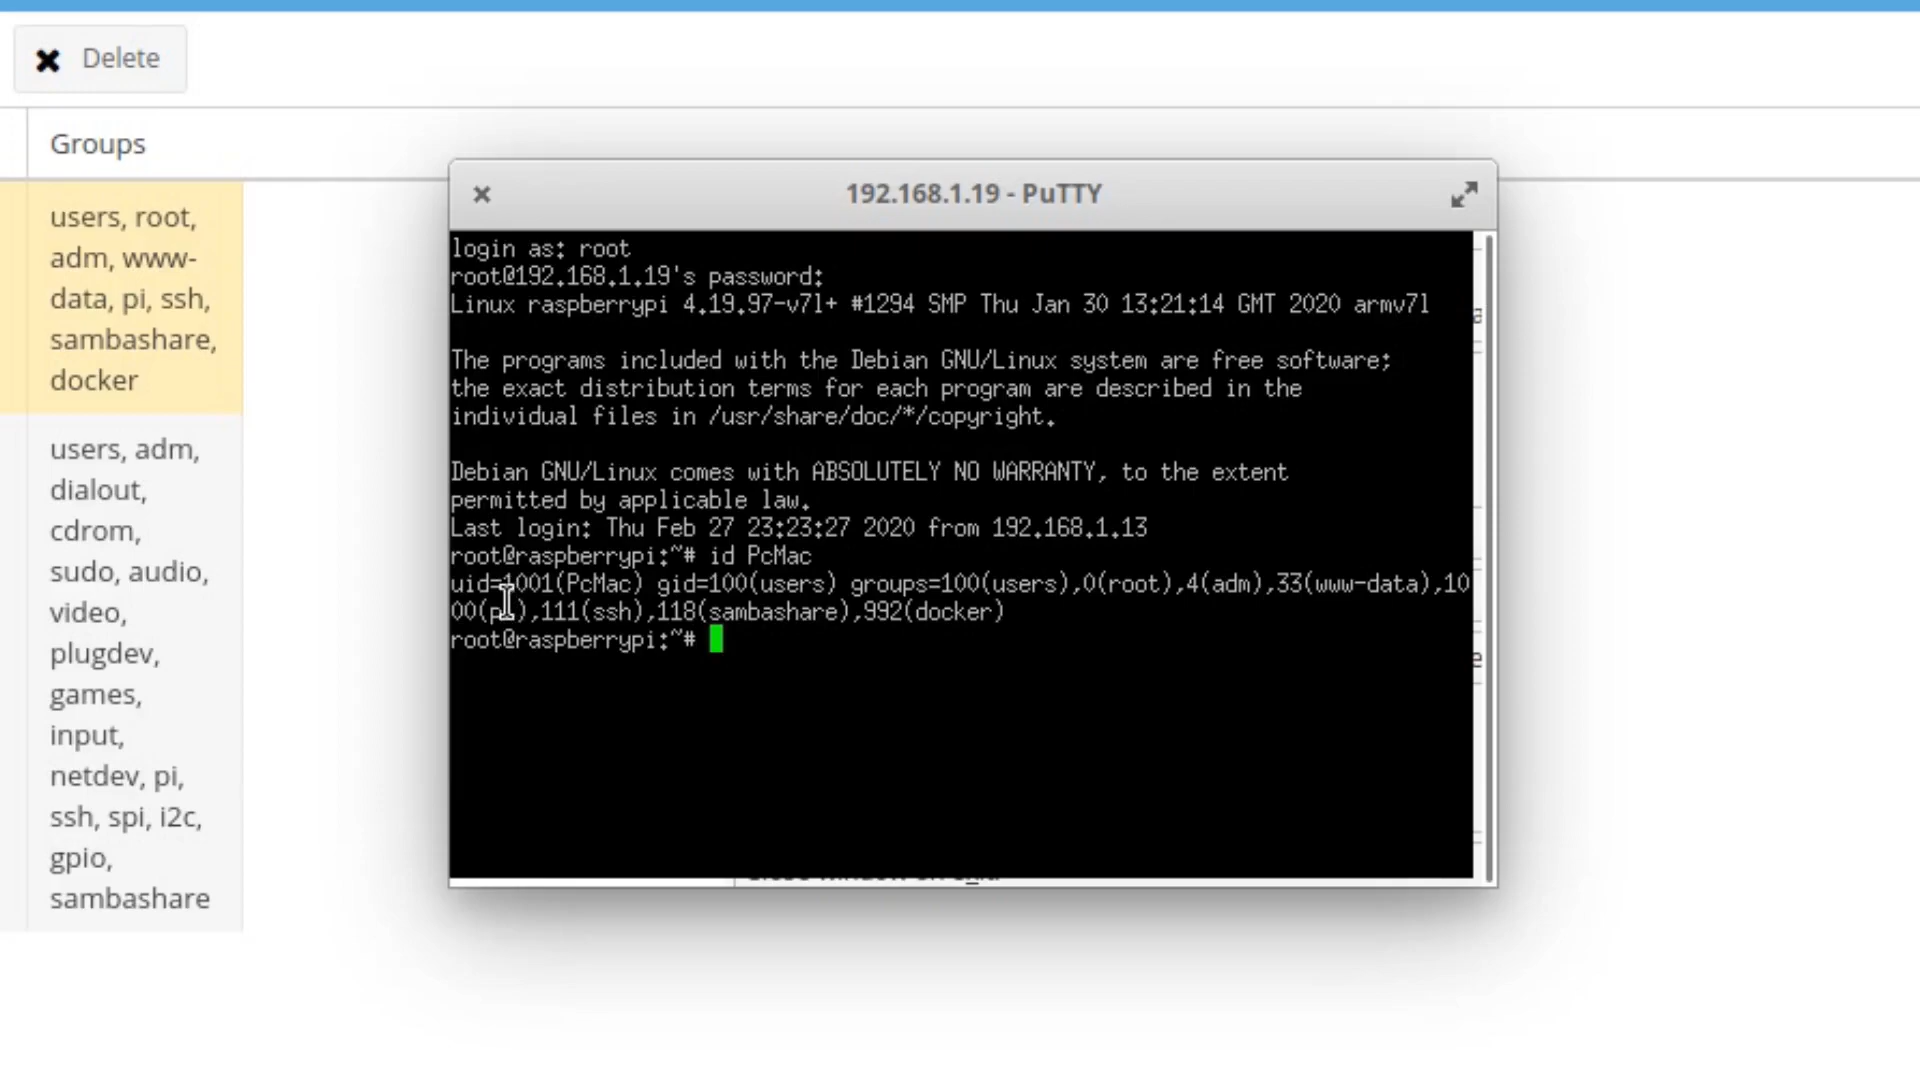 Delete
Groups
users, root,
adm, www-
data, pi, ssh,
sambashare,
docker
users, adm,
dialout,
cdrom,
sudo, audio,
video,
plugdev,
games,
input,
netdev, pi,
ssh, spi, i2c,
gpio,
sambashare
192.168.1.19 - PuTTY
login as: root
root@192.168.1.19's password:
Linux raspberrypi 4.19.97-v7l+ #1294 SMP Thu Jan 30 13:21:14 GMT 2020 armv7l
The programs included with the Debian GNU/Linux system are free software;
the exact distribution terms for each program are described in the
individual files in /usr/share/doc/*/copyright.
Debian GNU/Linux comes with ABSOLUTELY NO WARRANTY, to the extent
permitted by applicable law.
Last login: Thu Feb 27 23:23:27 2020 from 192.168.1.13
root@raspberrypi:~# id PcMac
uid=1001(PcMac) gid=100(users) groups=100(users),0(root),4(adm),33(www-data),10
00(pi),111(ssh),118(sambashare),992(docker)
root@raspberrypi:~#